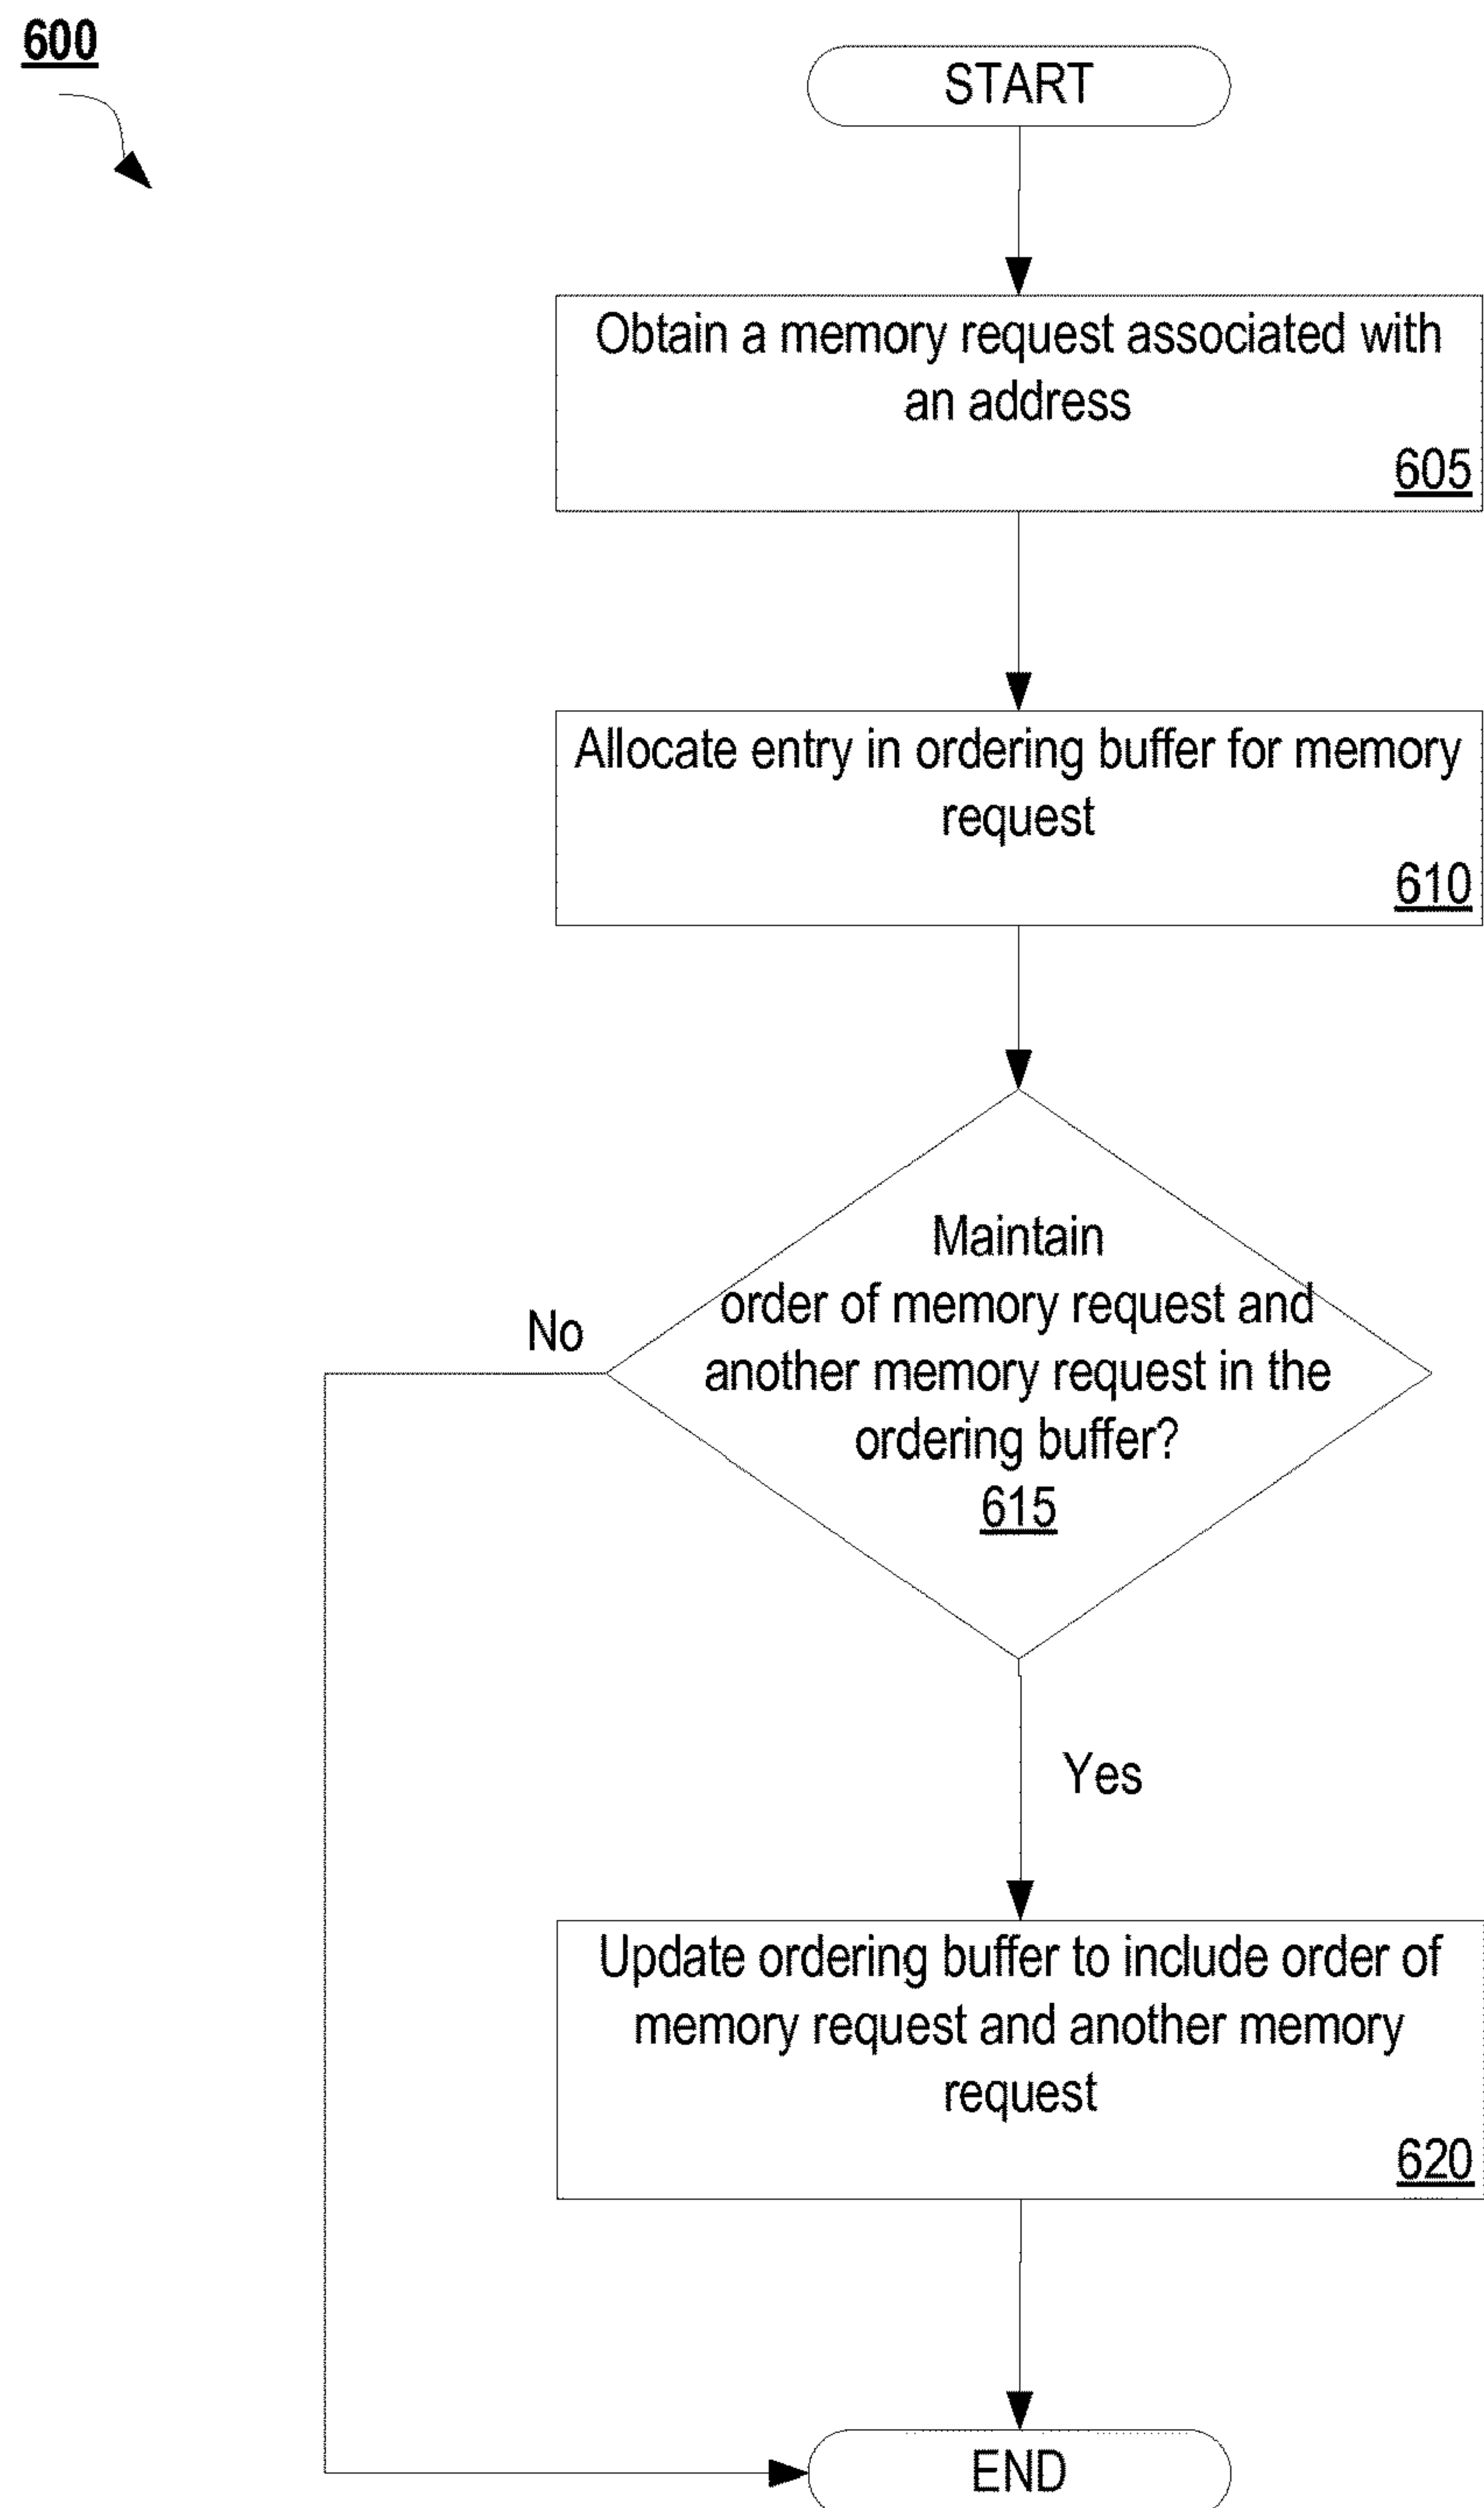 600
START
Obtain a memory request associated with
an address
605
Allocate entry in ordering buffer for memory
request
610
Maintain
order of memory request and
another memory request in the
ordering buffer?
615
No
Yes
Update ordering buffer to include order of
memory request and another memory
request
620
END